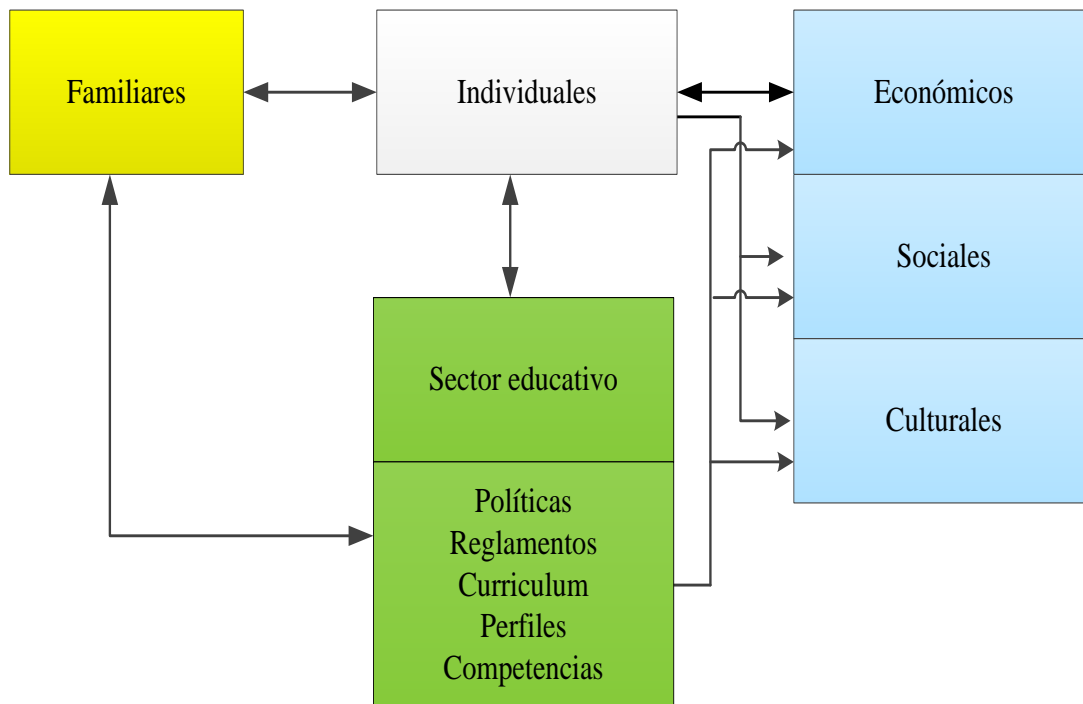 Familiares
Individuales
Económicos
Sociales
Culturales
Sector educativo
Políticas
Reglamentos
Curriculum
Perfiles
Competencias